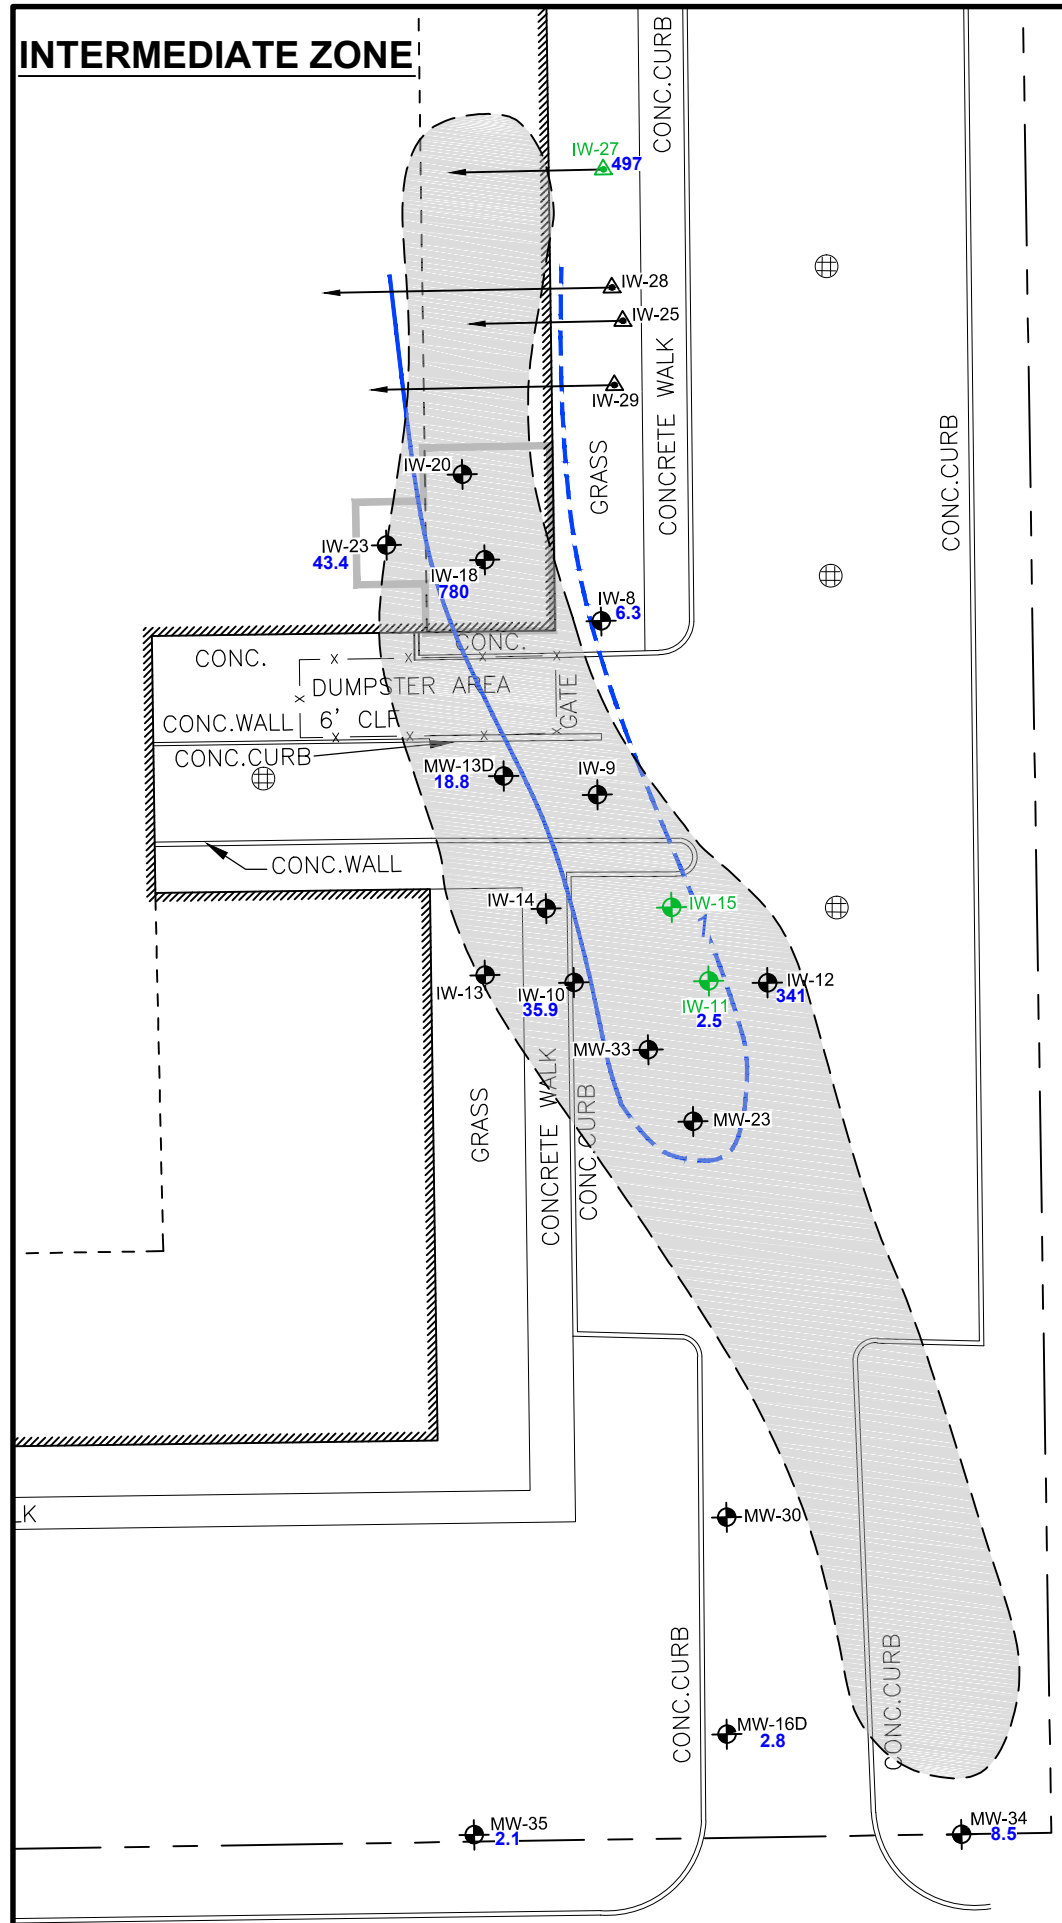 INTERMEDIATE ZONE
CONC.CURB
IW-27
497
IW-28
IW-25
IW-29
CONCRETE WALK
GRASS
CONC.CURB
IW-20
IW-23
43.4
IW-18
780
IW-8
6.3
CONC.
CONC.
DUMPSTER AREA
GATE
CONC.WALL
6' CLF
CONC.CURB
MW-13D
18.8
IW-9
CONC.WALL
IW-14
IW-15
IW-13
IW-10
35.9
IW-11
2.5
IW-12
341
MW-33
GRASS
CONCRETE WALK
CONC.CURB
MW-23
LK
MW-30
CONC.CURB
CONC.CURB
MW-16D
2.8
MW-35
2.1
MW-34
8.5